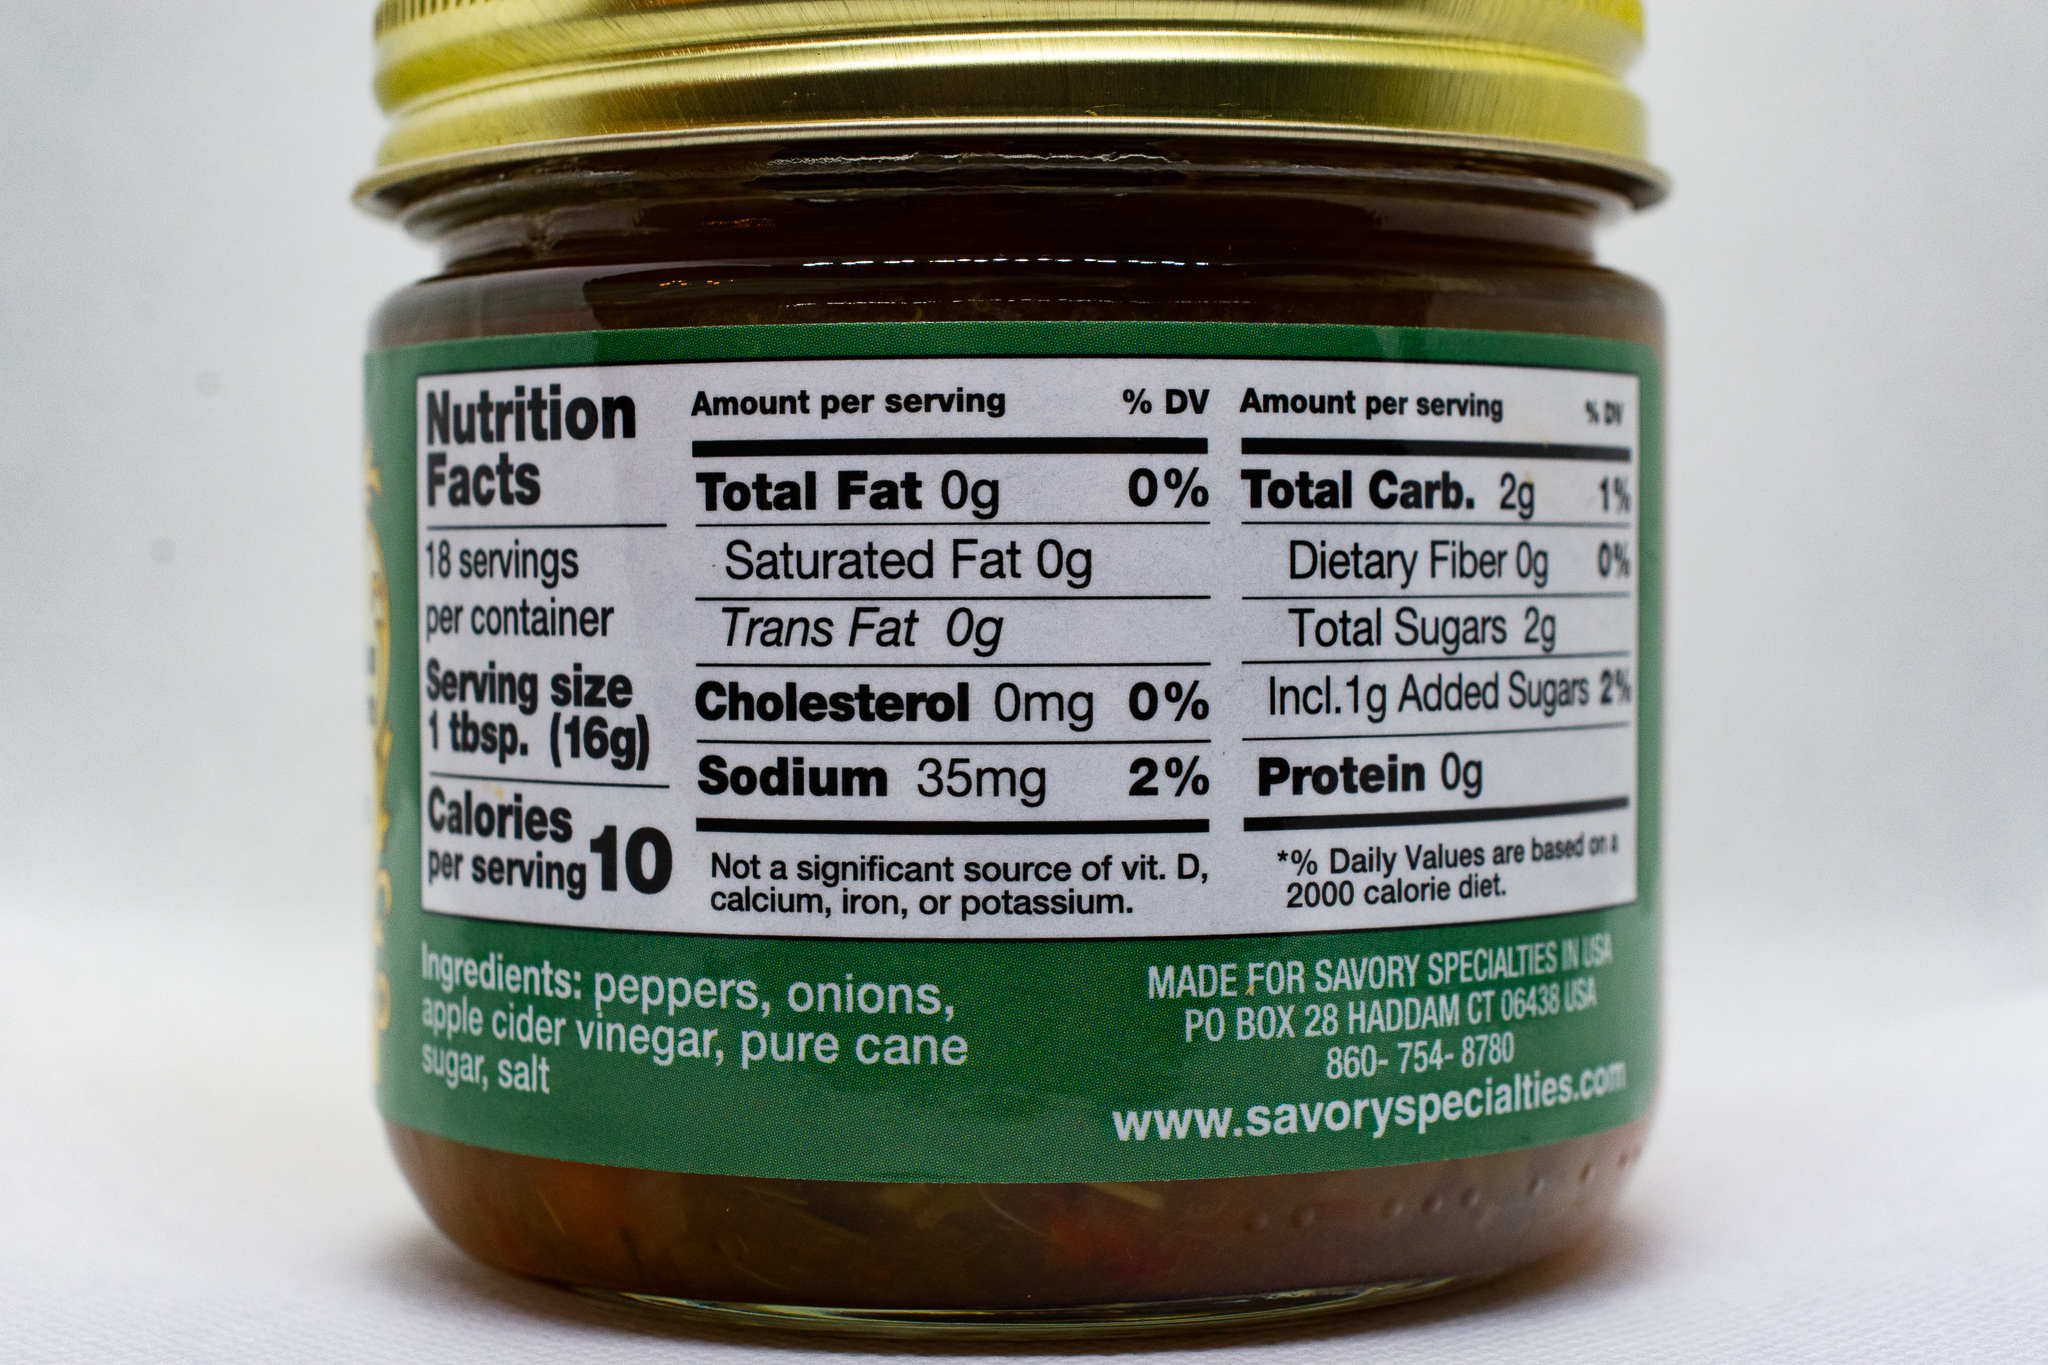 Nutrition
Facts
18 servings
per container
Serving size
1 tbsp. (16g)
Calories
per serving 10
Amount per serving % DV
Total Fat 0g 0%
Saturated Fat 0g
Trans Fat 0g
Cholesterol 0mg 0%
Sodium 35mg 2%
Not a significant source of vit. D,
calcium, iron, or potassium.
Amount per serving % DV
Total Carb. 2g 1%
Dietary Fiber 0g 0%
Total Sugars 2g
Incl.1g Added Sugars 2%
Protein 0g
*% Daily Values are based on a
2000 calorie diet.
Ingredients: peppers, onions,
apple cider vinegar, pure cane
sugar, salt
MADE FOR SAVORY SPECIALTIES IN USA
PO BOX 28 HADDAM CT 06438 USA
860- 754- 8780
www.savoryspecialties.com